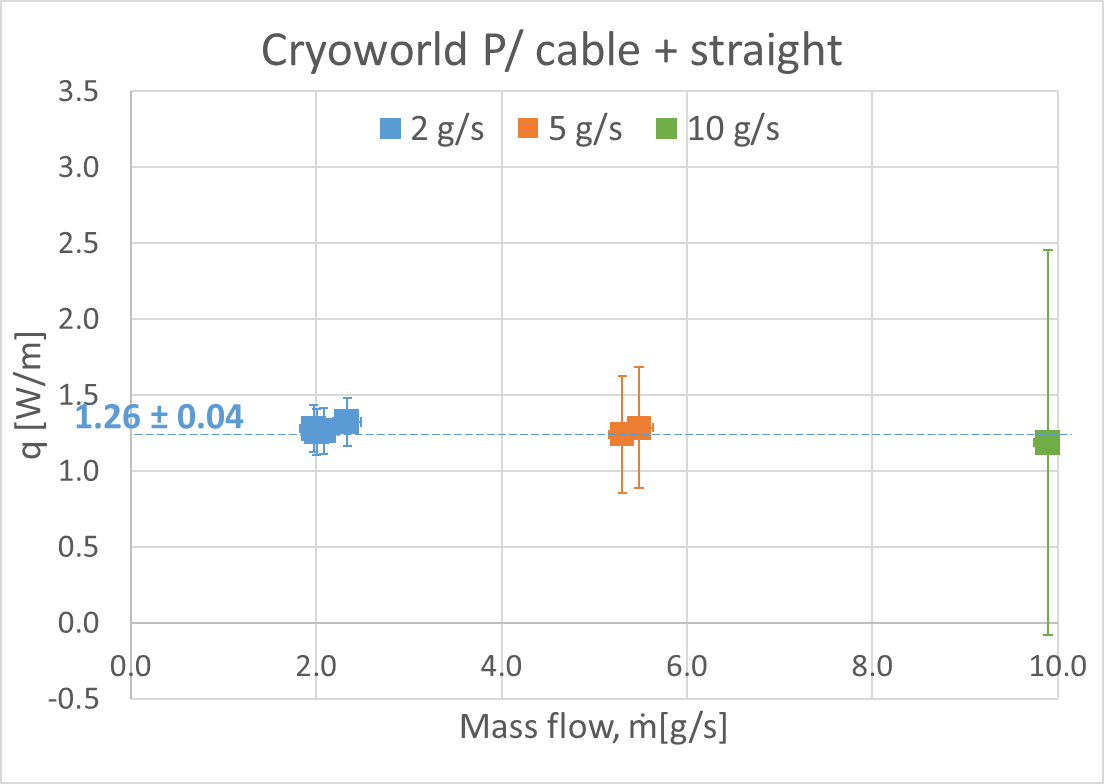 Cryoworld P/ cable + straight
3.5
2 g/s 5 g/s 10 g/s
3.0
2.5
2.0
1.5
1.26 ± 0.04
q [W/m]
1.0
0.5
0.0
0.0 2.0 4.0 6.0 8.0 10.0
-0.5
Mass flow, ṁ[g/s]